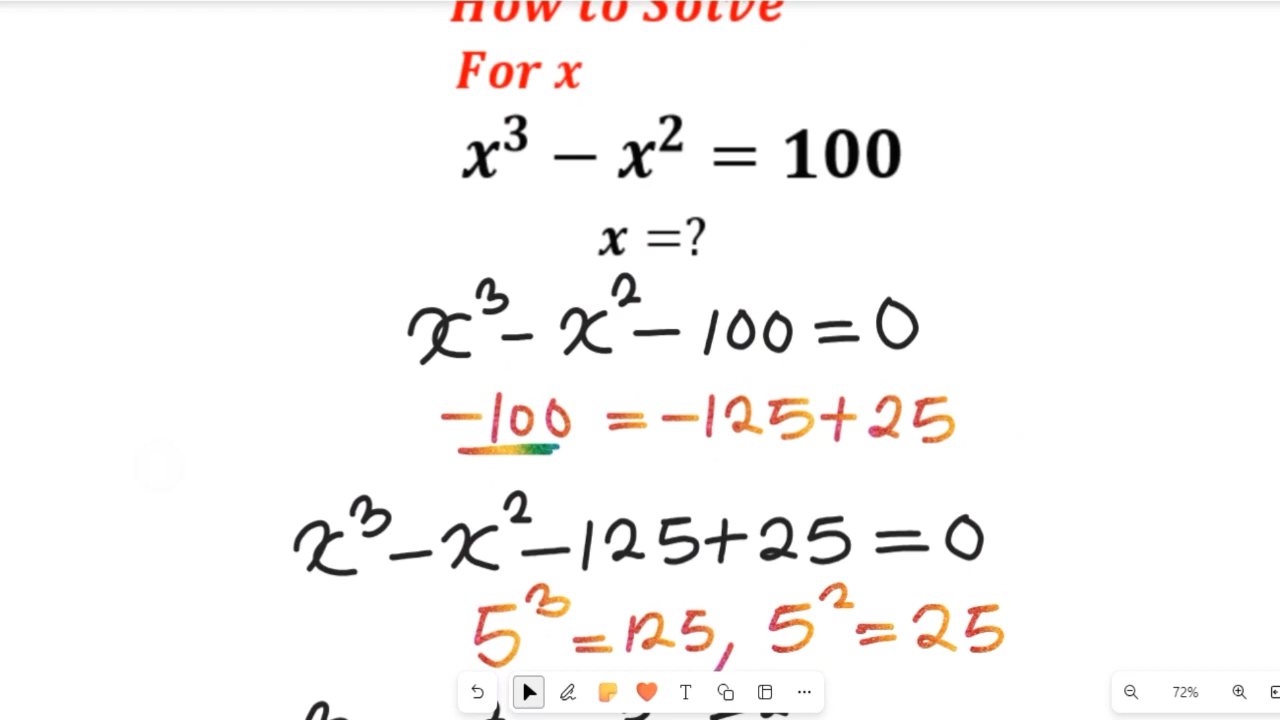 How to Solve
For x
x³ − x² = 100
x =?
x³ - x² - 100 = 0
-100 = -125+25
x³ - x² - 125+25 = 0
5³ = 125, 5² = 25
T
72%